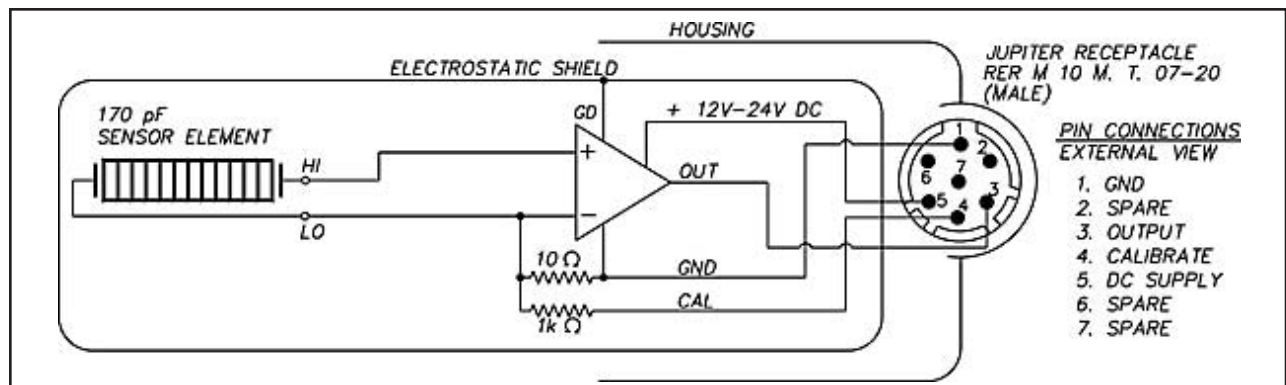 HOUSING
ELECTROSTATIC SHIELD
170 pF
SENSOR ELEMENT
HI
LO
GD
+
−
+ 12V–24V DC
OUT
10 Ω
GND
1k Ω
CAL
1
2
3
4
5
6
7
JUPITER RECEPTACLE
RER M 10 M. T. 07–20
(MALE)
PIN CONNECTIONS
EXTERNAL VIEW
1. GND
2. SPARE
3. OUTPUT
4. CALIBRATE
5. DC SUPPLY
6. SPARE
7. SPARE